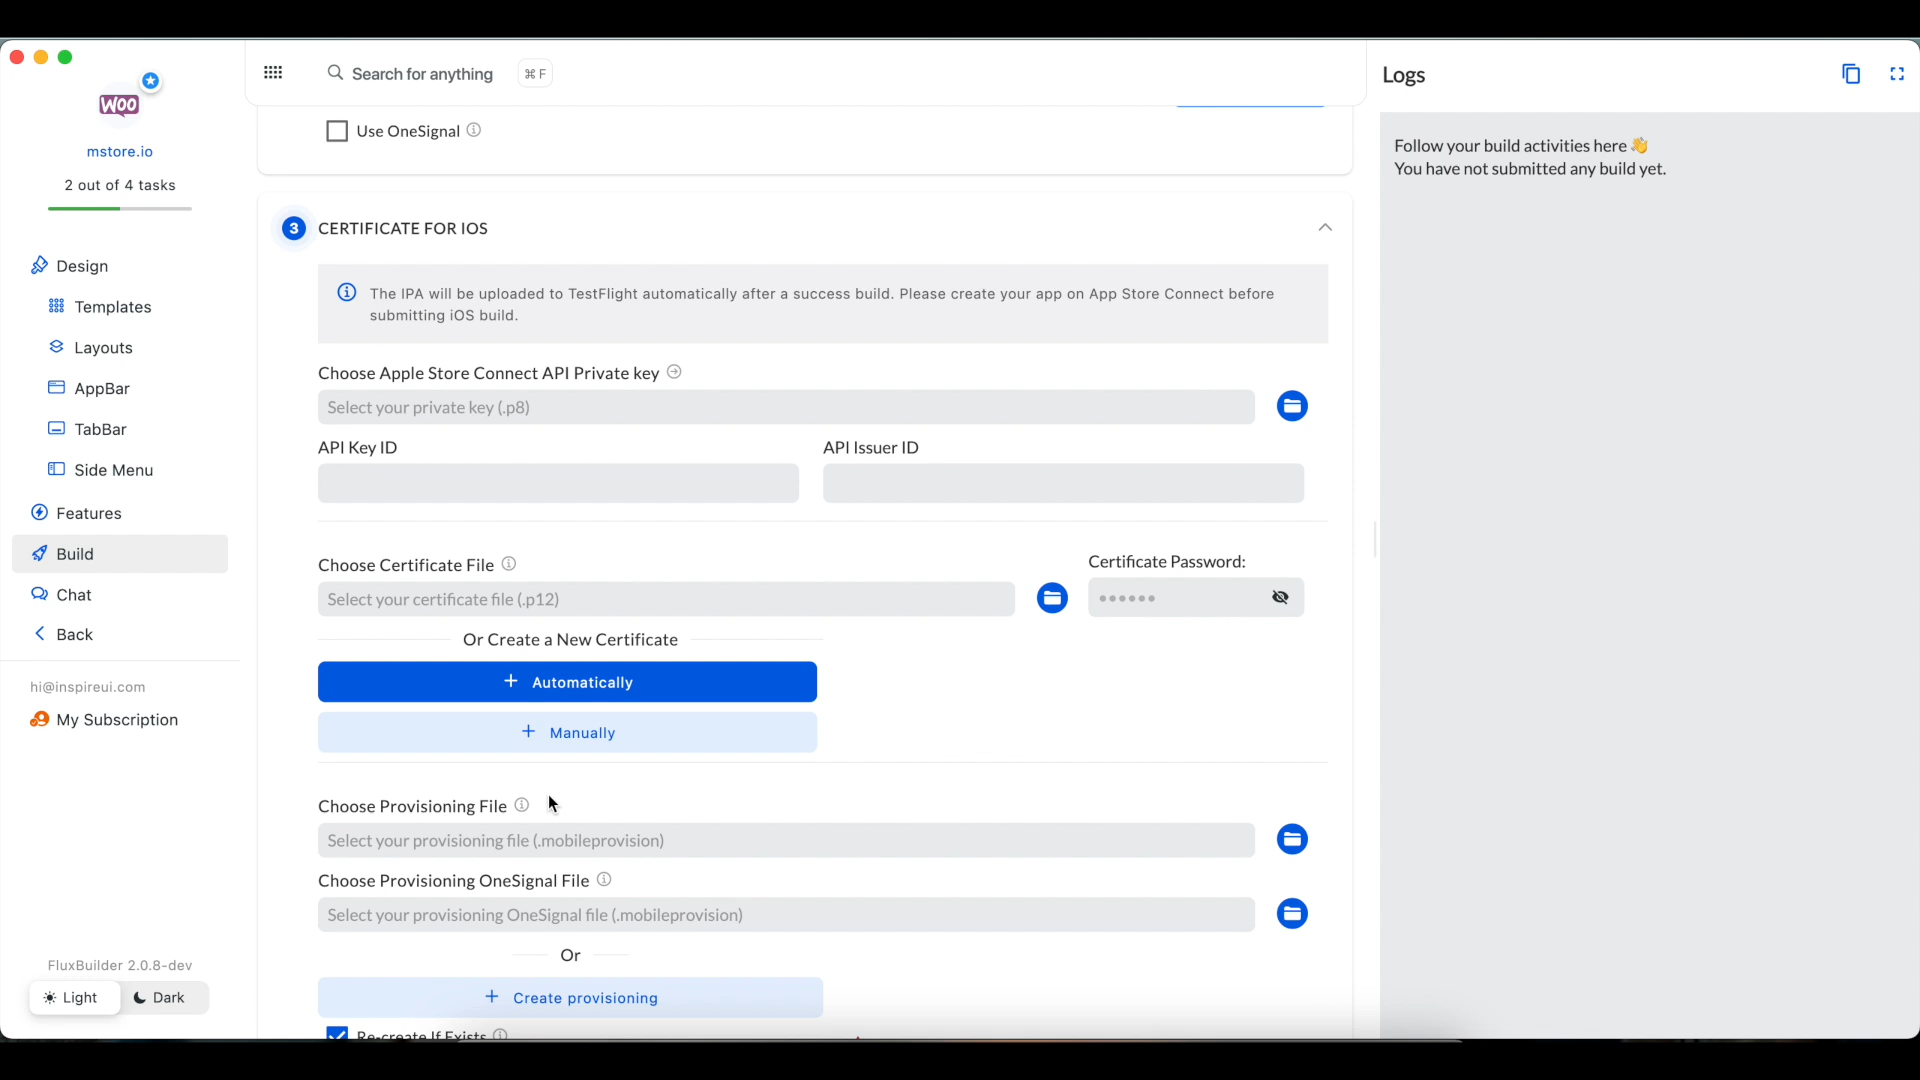 WOO
mstore.io
2 out of 4 tasks
Design
Templates
Layouts
AppBar
TabBar
Side Menu
Features
Build
Chat
Back
hi@inspireui.com
My Subscription
FluxBuilder 2.0.8-dev
Light
Dark
Search for anything
⌘ F
Use OneSignal
3 CERTIFICATE FOR IOS
The IPA will be uploaded to TestFlight automatically after a success build. Please create your app on App Store Connect before
submitting iOS build.
Choose Apple Store Connect API Private key
Select your private key (.p8)
API Key ID
API Issuer ID
Choose Certificate File
Certificate Password:
Select your certificate file (.p12)
••••••
Or Create a New Certificate
+ Automatically
+ Manually
Choose Provisioning File
Select your provisioning file (.mobileprovision)
Choose Provisioning OneSignal File
Select your provisioning OneSignal file (.mobileprovision)
Or
+ Create provisioning
Re-create If Exists
Logs
Follow your build activities here 👋
You have not submitted any build yet.